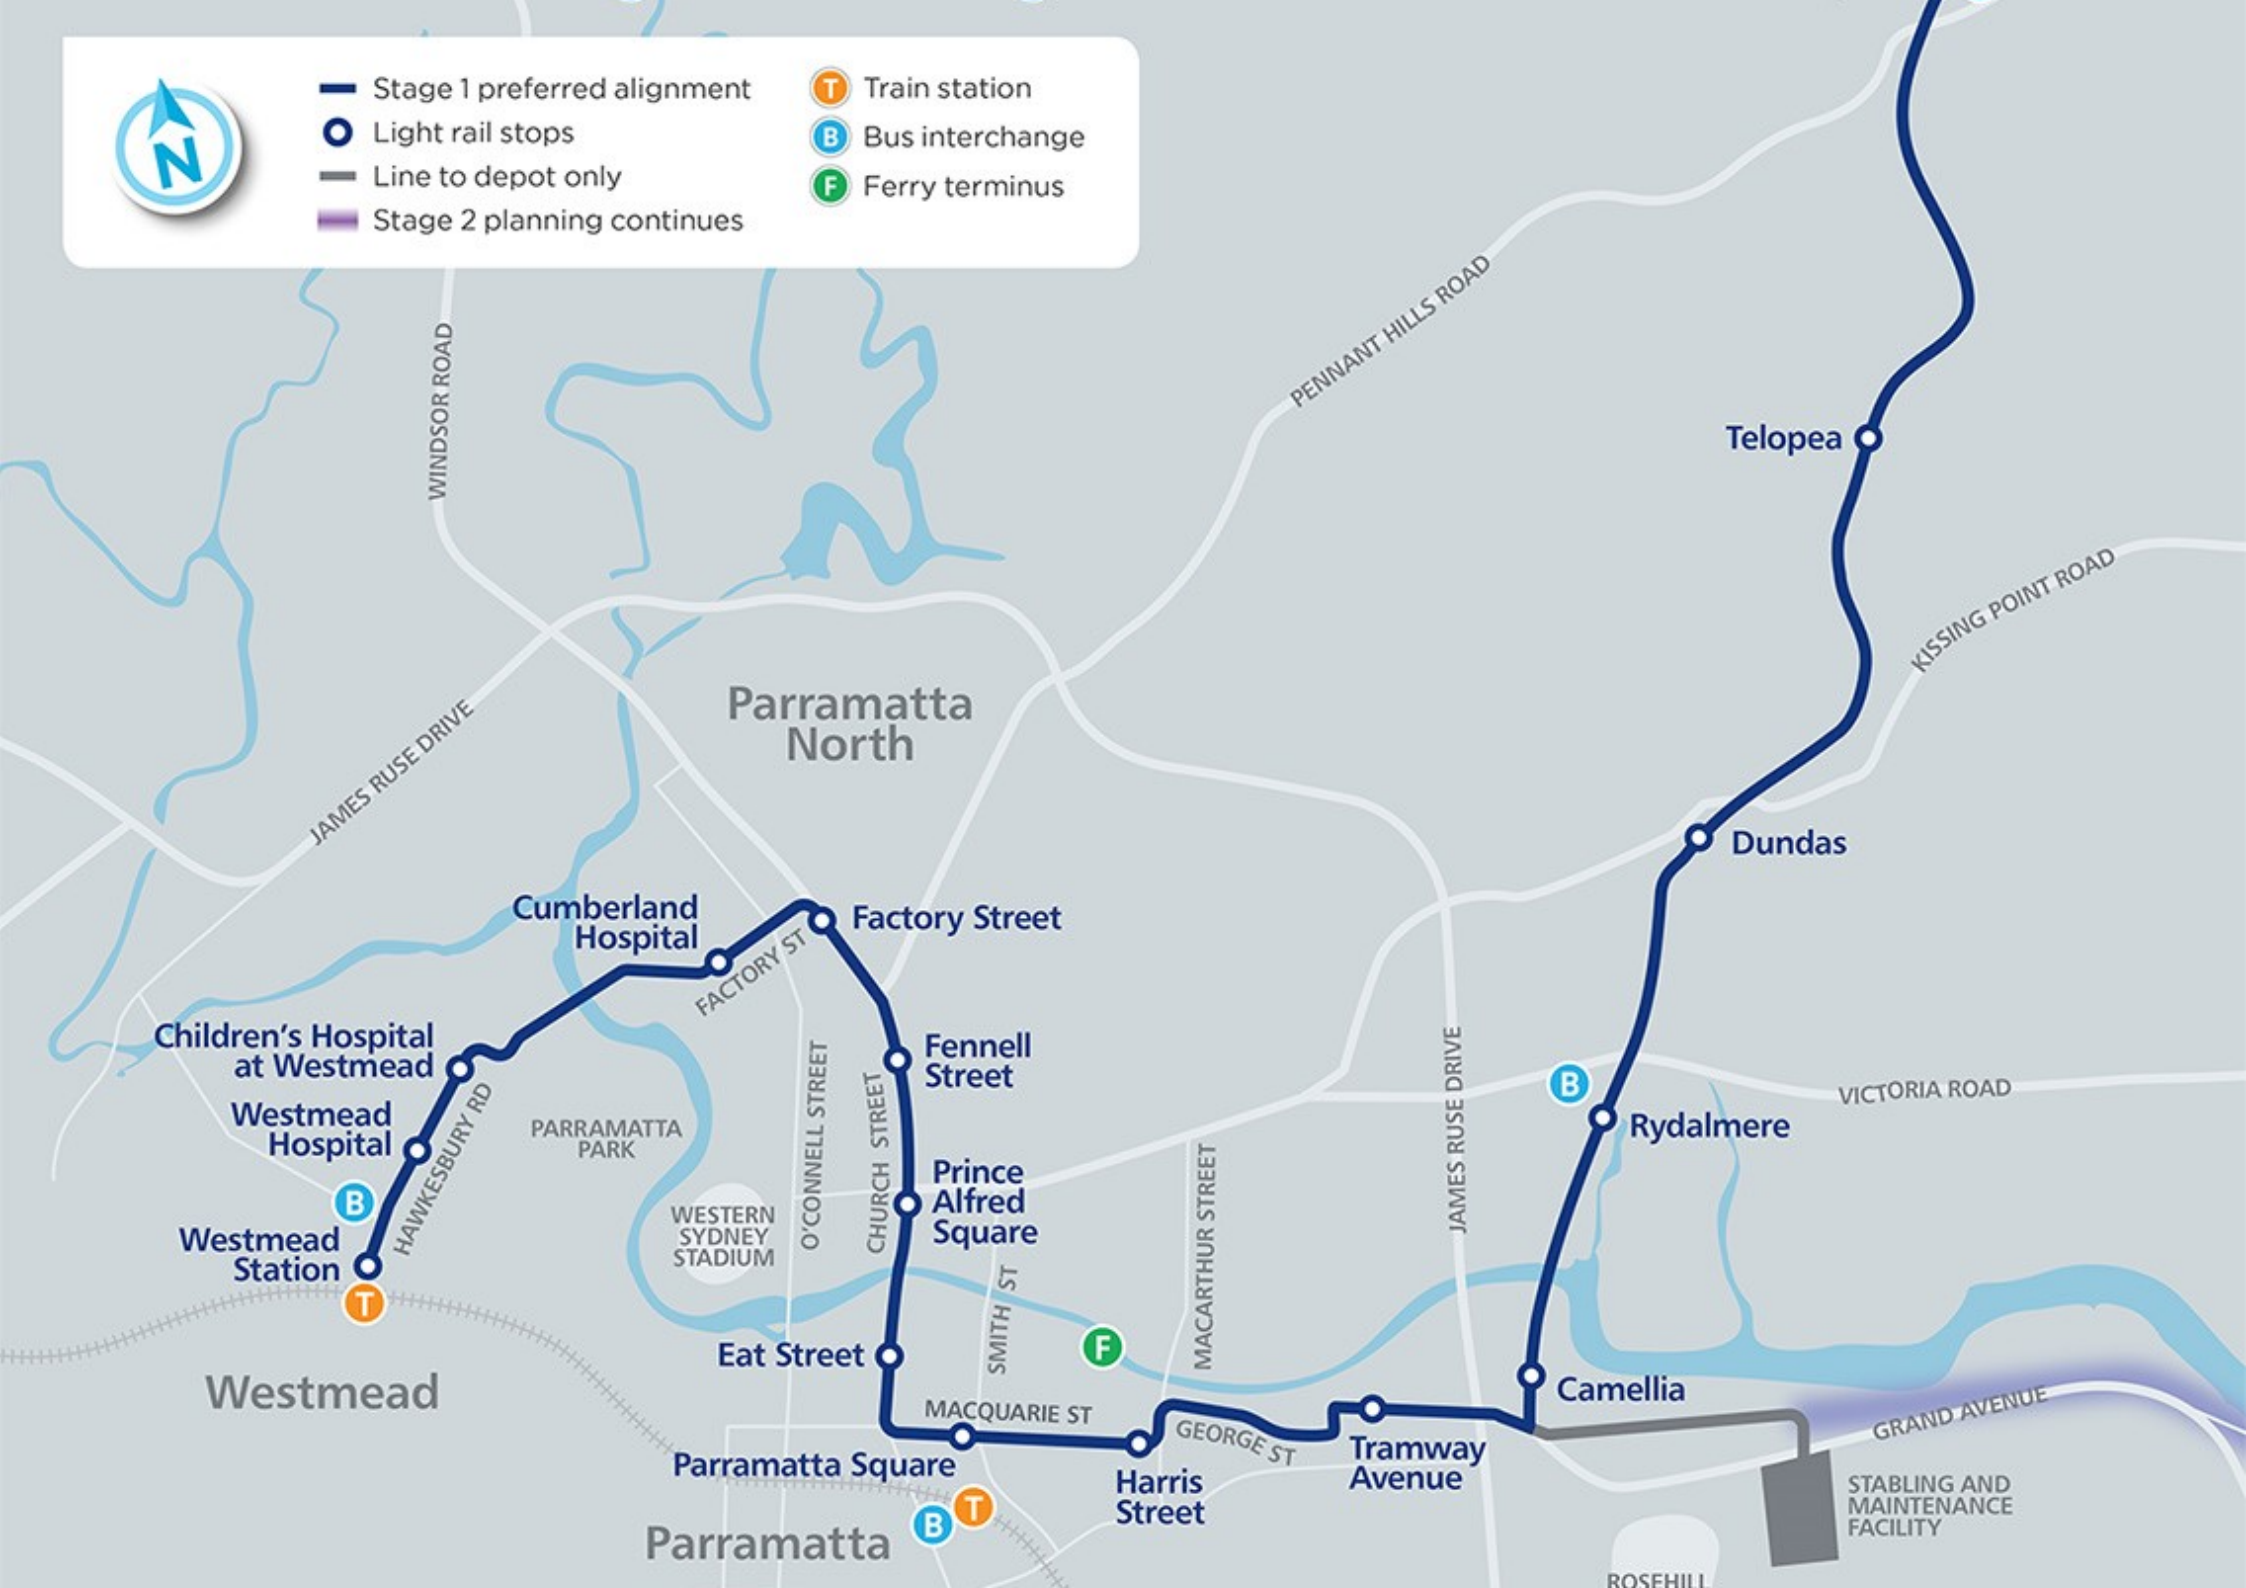 Stage 1 preferred alignment
Light rail stops
Line to depot only
Stage 2 planning continues
T Train station
B Bus interchange
F Ferry terminus
N
WINDSOR ROAD
PENNANT HILLS ROAD
Telopea
KISSING POINT ROAD
JAMES RUSE DRIVE
Parramatta
North
Dundas
Cumberland
Hospital
Factory Street
FACTORY ST
Children's Hospital
at Westmead
Fennell
Street
Westmead
Hospital
HAWKESBURY RD
PARRAMATTA
PARK
O'CONNELL STREET
CHURCH STREET
JAMES RUSE DRIVE
B
VICTORIA ROAD
Rydalmere
Prince
Alfred
Square
MACARTHUR STREET
B
WESTERN
SYDNEY
STADIUM
Westmead
Station
T
SMITH ST
F
Eat Street
Westmead
Camellia
MACQUARIE ST
GEORGE ST
GRAND AVENUE
Parramatta Square
Harris
Street
Tramway
Avenue
STABLING AND
MAINTENANCE
FACILITY
B
T
Parramatta
ROSEHILL